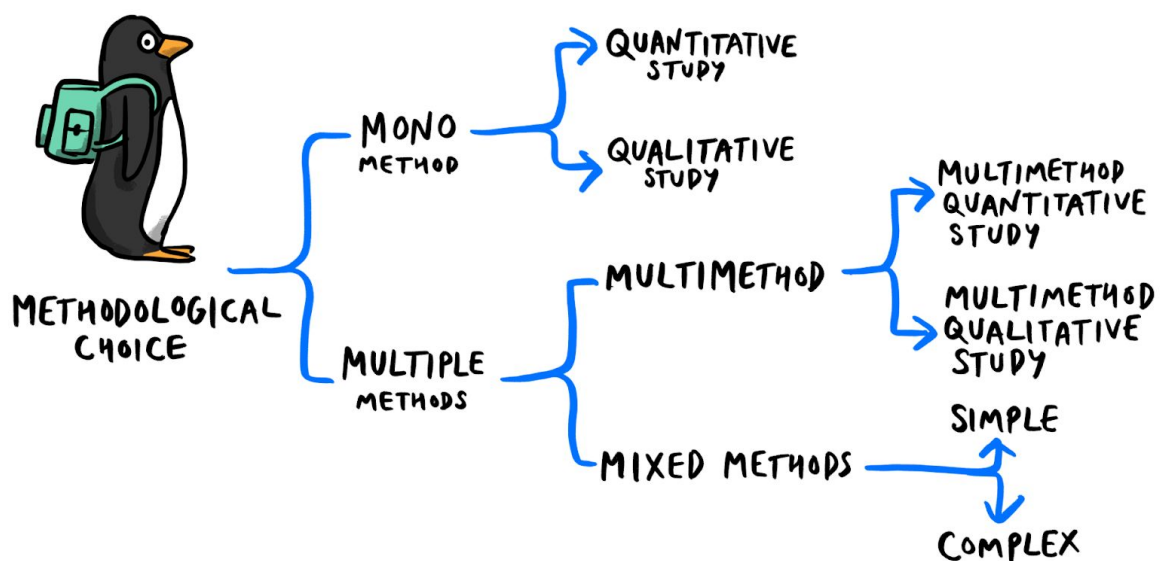 METHODOLOGICAL
CHOICE
MONO
METHOD
QUANTITATIVE
STUDY
QUALITATIVE
STUDY
MULTIPLE
METHODS
MULTIMETHOD
MULTIMETHOD
QUANTITATIVE
STUDY
MULTIMETHOD
QUALITATIVE
STUDY
MIXED METHODS
SIMPLE
COMPLEX